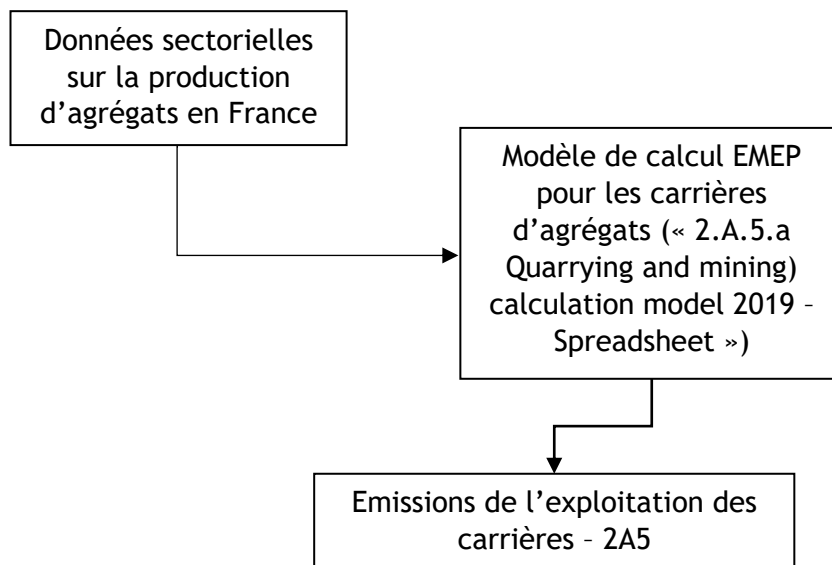 Données sectorielles
sur la production
d’agrégats en France
Modèle de calcul EMEP
pour les carrières
d’agrégats (« 2.A.5.a
Quarrying and mining)
calculation model 2019 –
Spreadsheet »)
Emissions de l’exploitation des
carrières – 2A5